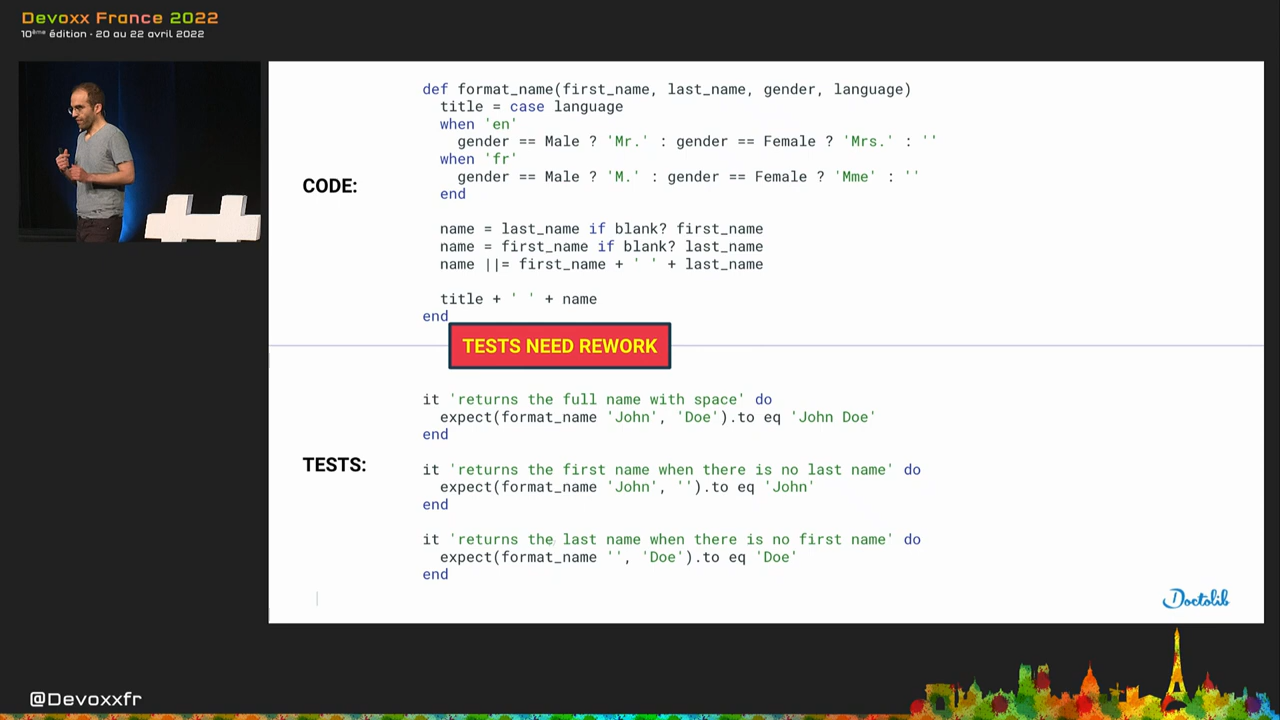 Devoxx France 2022
10ème édition - 20 au 22 avril 2022
CODE:
def format_name(first_name, last_name, gender, language)
  title = case language
  when 'en'
    gender == Male ? 'Mr.' : gender == Female ? 'Mrs.' : ''
  when 'fr'
    gender == Male ? 'M.' : gender == Female ? 'Mme' : ''
  end
  name = last_name if blank? first_name
  name = first_name if blank? last_name
  name ||= first_name + ' ' + last_name
  title + ' ' + name
end
TESTS NEED REWORK
TESTS:
it 'returns the full name with space' do
  expect(format_name 'John', 'Doe').to eq 'John Doe'
end
it 'returns the first name when there is no last name' do
  expect(format_name 'John', '').to eq 'John'
end
it 'returns the last name when there is no first name' do
  expect(format_name '', 'Doe').to eq 'Doe'
end
Doctolib
@Devoxxfr